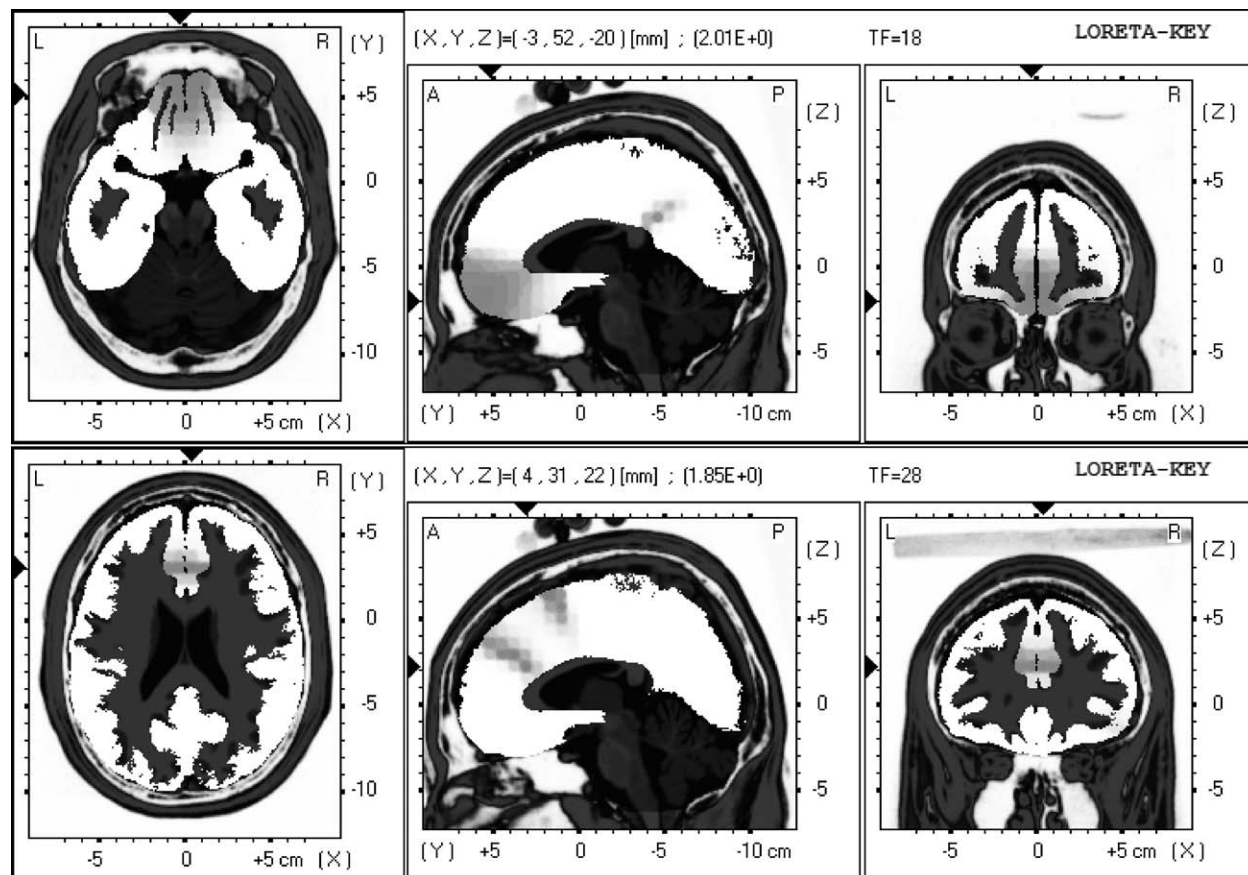 (X,Y,Z)=(-3,52,-20)[mm] ; (2.01E+0) TF=18 LORETA-KEY
L R (Y)
+5
0
-5
-10
-5 0 +5 cm (X)
A P (Z)
+5
0
-5
(Y) +5 0 -5 -10 cm
L R (Z)
+5
0
-5
-5 0 +5 cm (X)
(X,Y,Z)=(4,31,22)[mm] ; (1.85E+0) TF=28 LORETA-KEY
L R (Y)
+5
0
-5
-10
-5 0 +5 cm (X)
A P (Z)
+5
0
-5
(Y) +5 0 -5 -10 cm
L R (Z)
+5
0
-5
-5 0 +5 cm (X)